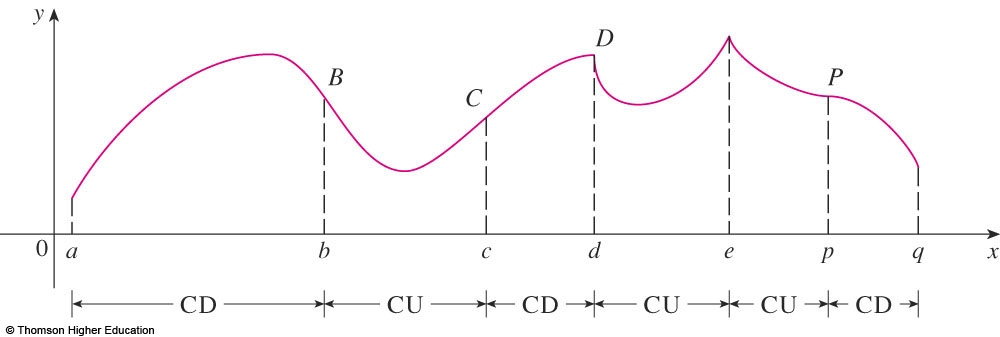 y
D
B
P
C
0 a b c d e p q x
CD CU CD CU CU CD
© Thomson Higher Education